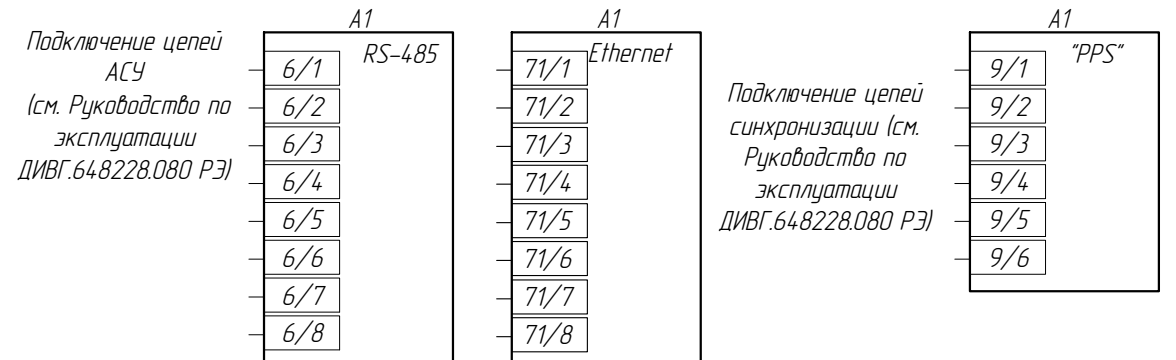 Подключение цепей
АСУ
(см. Руководство по
эксплуатации
ДИВГ.648228.080 РЭ)
А1
RS-485
6/1
6/2
6/3
6/4
6/5
6/6
6/7
6/8
А1
Ethernet
71/1
71/2
71/3
71/4
71/5
71/6
71/7
71/8
Подключение цепей
синхронизации (см.
Руководство по
эксплуатации
ДИВГ.648228.080 РЭ)
А1
"PPS"
9/1
9/2
9/3
9/4
9/5
9/6